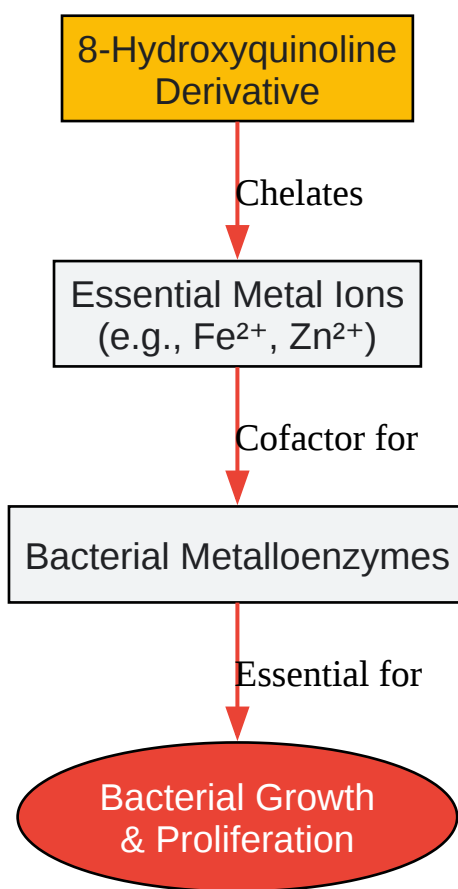 8-Hydroxyquinoline
Derivative
Chelates
Essential Metal Ions
(e.g., Fe²⁺, Zn²⁺)
Cofactor for
Bacterial Metalloenzymes
Essential for
Bacterial Growth
& Proliferation